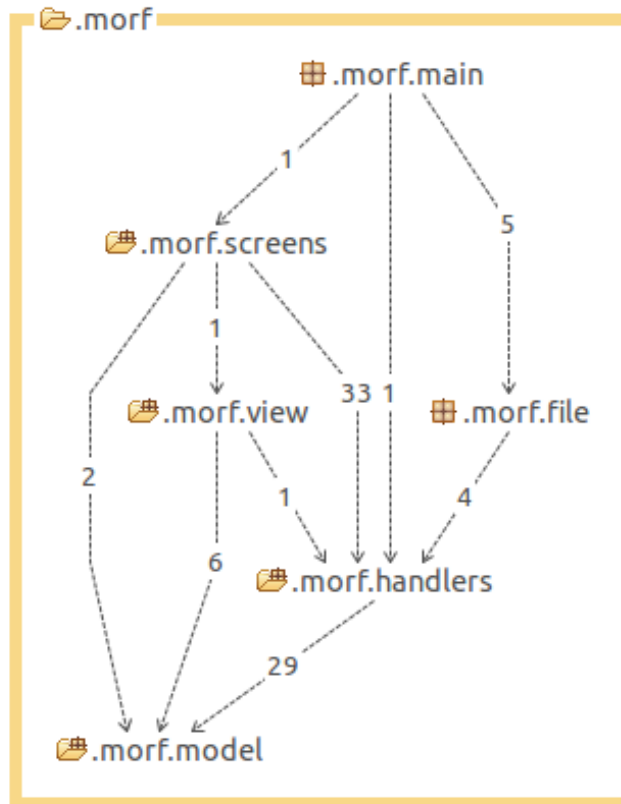 .morf
.morf.main
1
5
.morf.screens
1
33
1
.morf.view
.morf.file
2
1
4
6
.morf.handlers
29
.morf.model